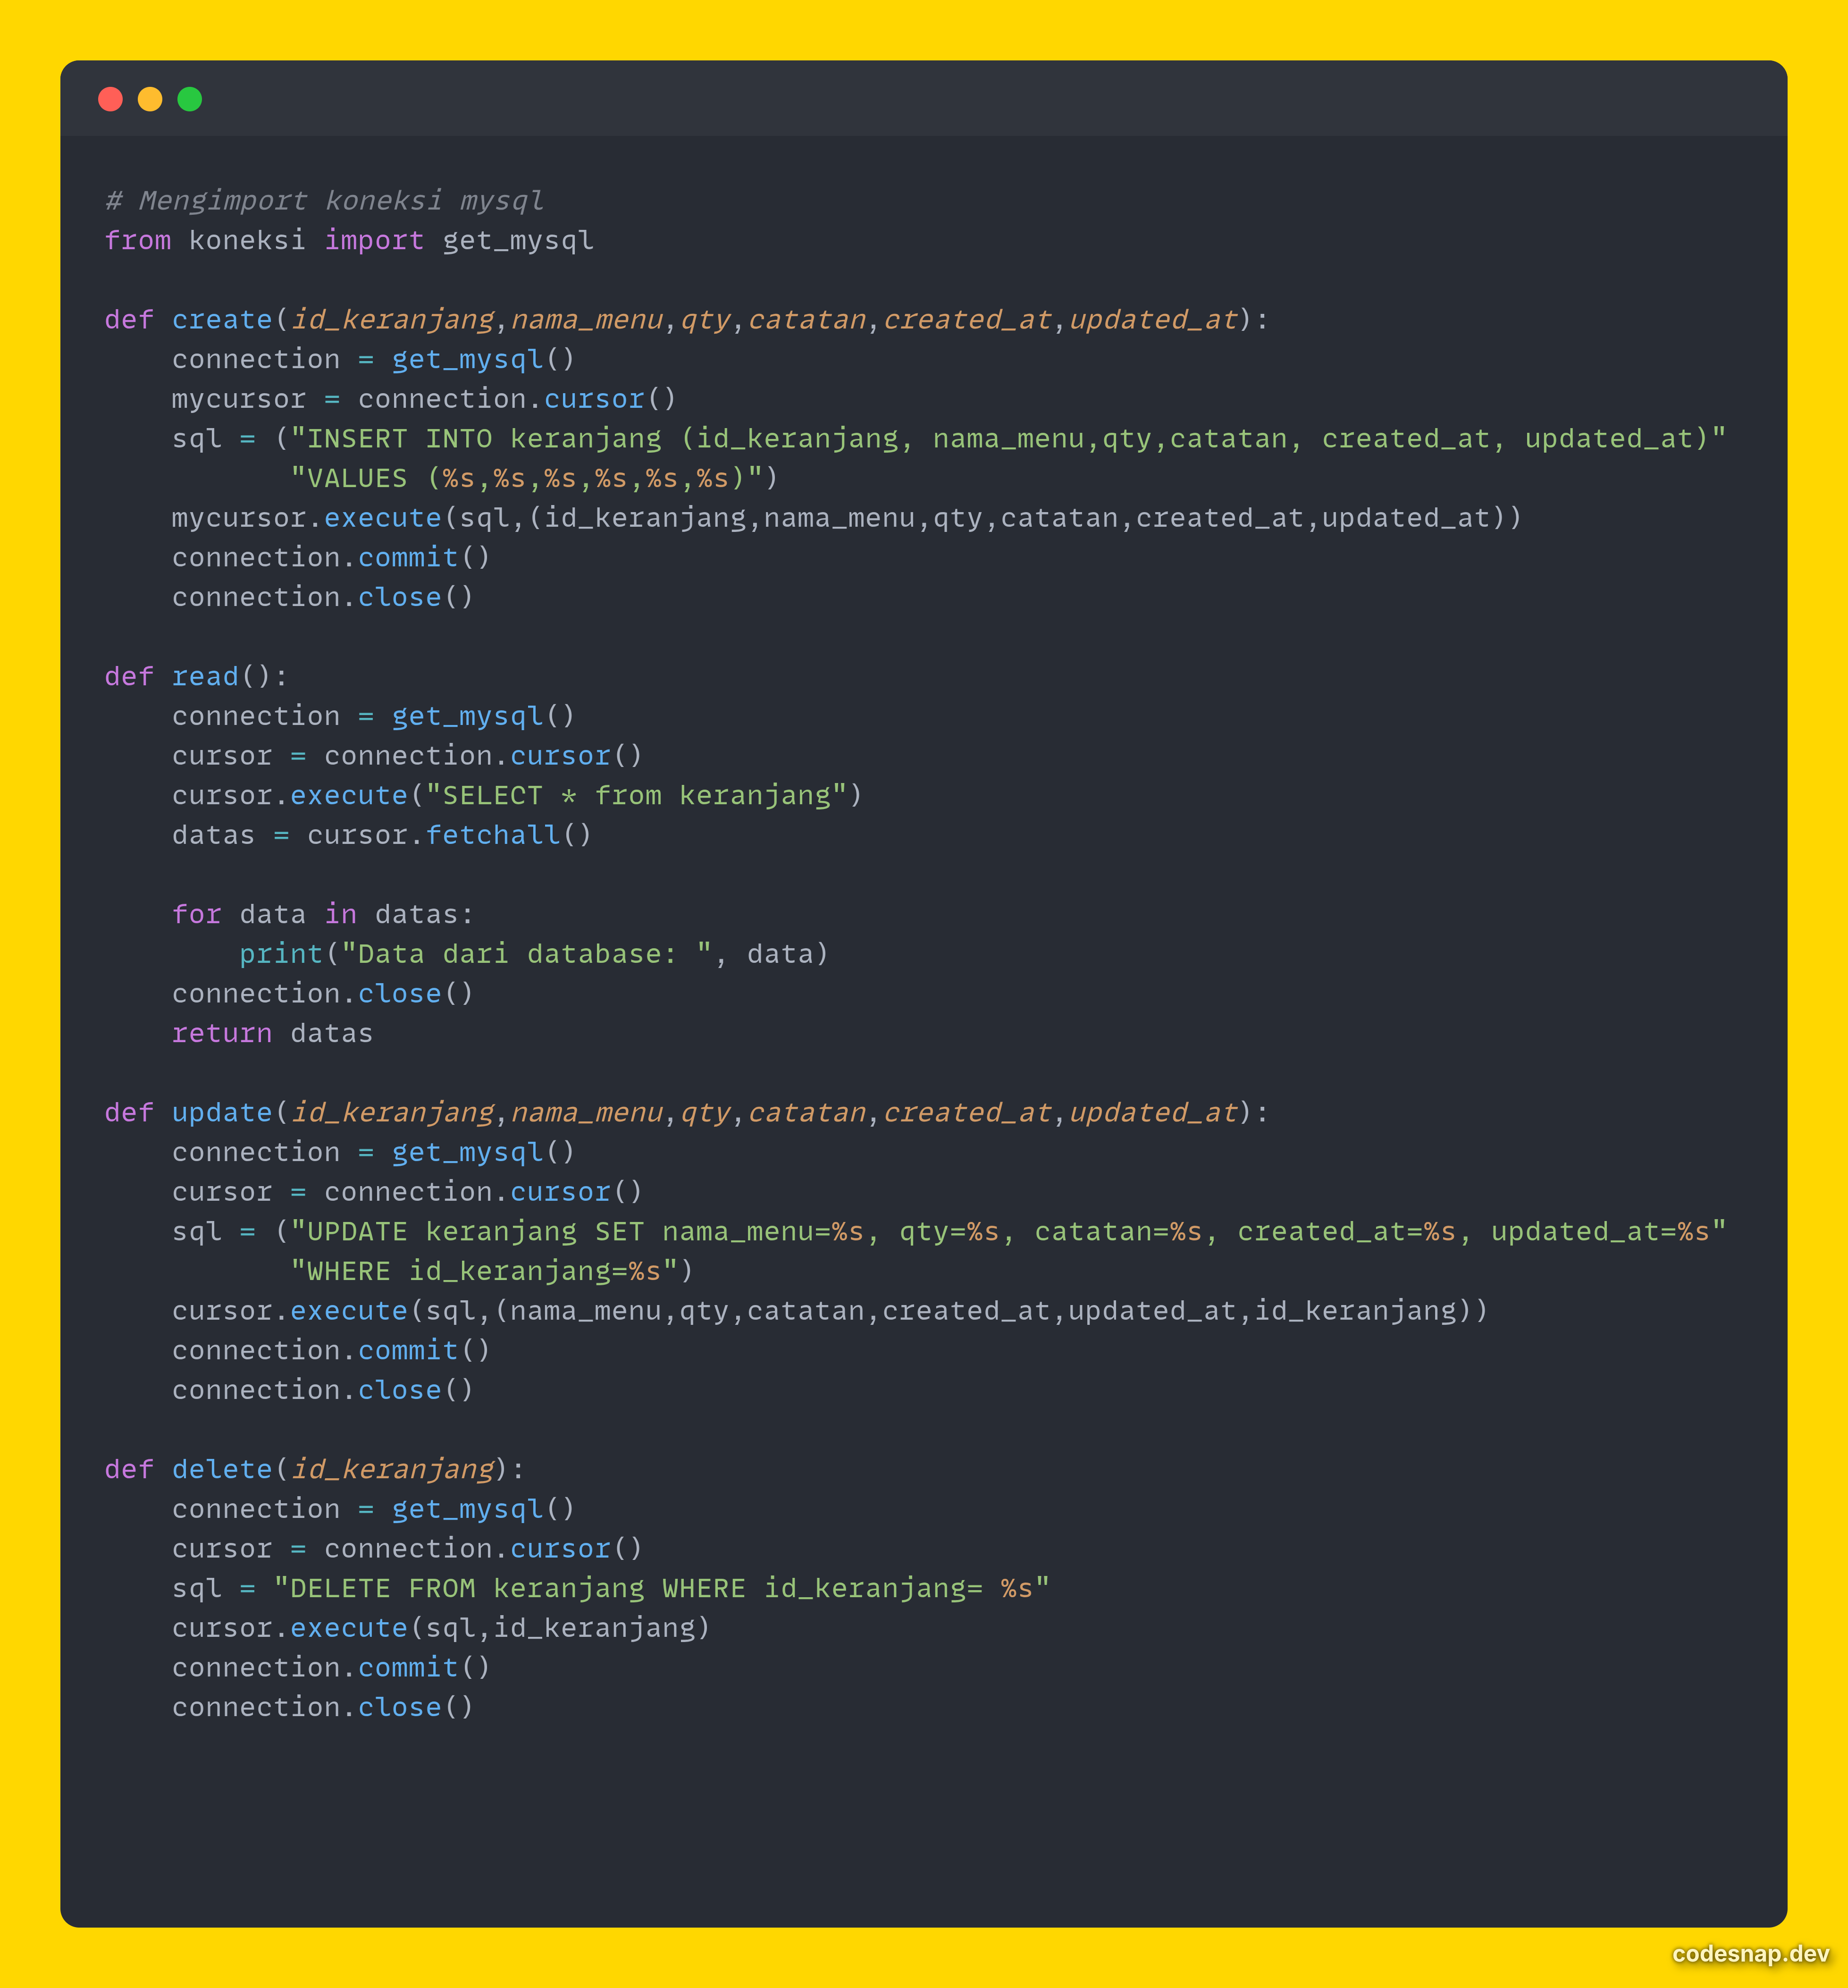 # Mengimport koneksi mysql
from koneksi import get_mysql

def create(id_keranjang,nama_menu,qty,catatan,created_at,updated_at):
    connection = get_mysql()
    mycursor = connection.cursor()
    sql = ("INSERT INTO keranjang (id_keranjang, nama_menu,qty,catatan, created_at, updated_at)"
           "VALUES (%s,%s,%s,%s,%s,%s)")
    mycursor.execute(sql,(id_keranjang,nama_menu,qty,catatan,created_at,updated_at))
    connection.commit()
    connection.close()

def read():
    connection = get_mysql()
    cursor = connection.cursor()
    cursor.execute("SELECT * from keranjang")
    datas = cursor.fetchall()

    for data in datas:
        print("Data dari database: ", data)
    connection.close()
    return datas

def update(id_keranjang,nama_menu,qty,catatan,created_at,updated_at):
    connection = get_mysql()
    cursor = connection.cursor()
    sql = ("UPDATE keranjang SET nama_menu=%s, qty=%s, catatan=%s, created_at=%s, updated_at=%s"
           "WHERE id_keranjang=%s")
    cursor.execute(sql,(nama_menu,qty,catatan,created_at,updated_at,id_keranjang))
    connection.commit()
    connection.close()

def delete(id_keranjang):
    connection = get_mysql()
    cursor = connection.cursor()
    sql = "DELETE FROM keranjang WHERE id_keranjang= %s"
    cursor.execute(sql,id_keranjang)
    connection.commit()
    connection.close()
codesnap.dev